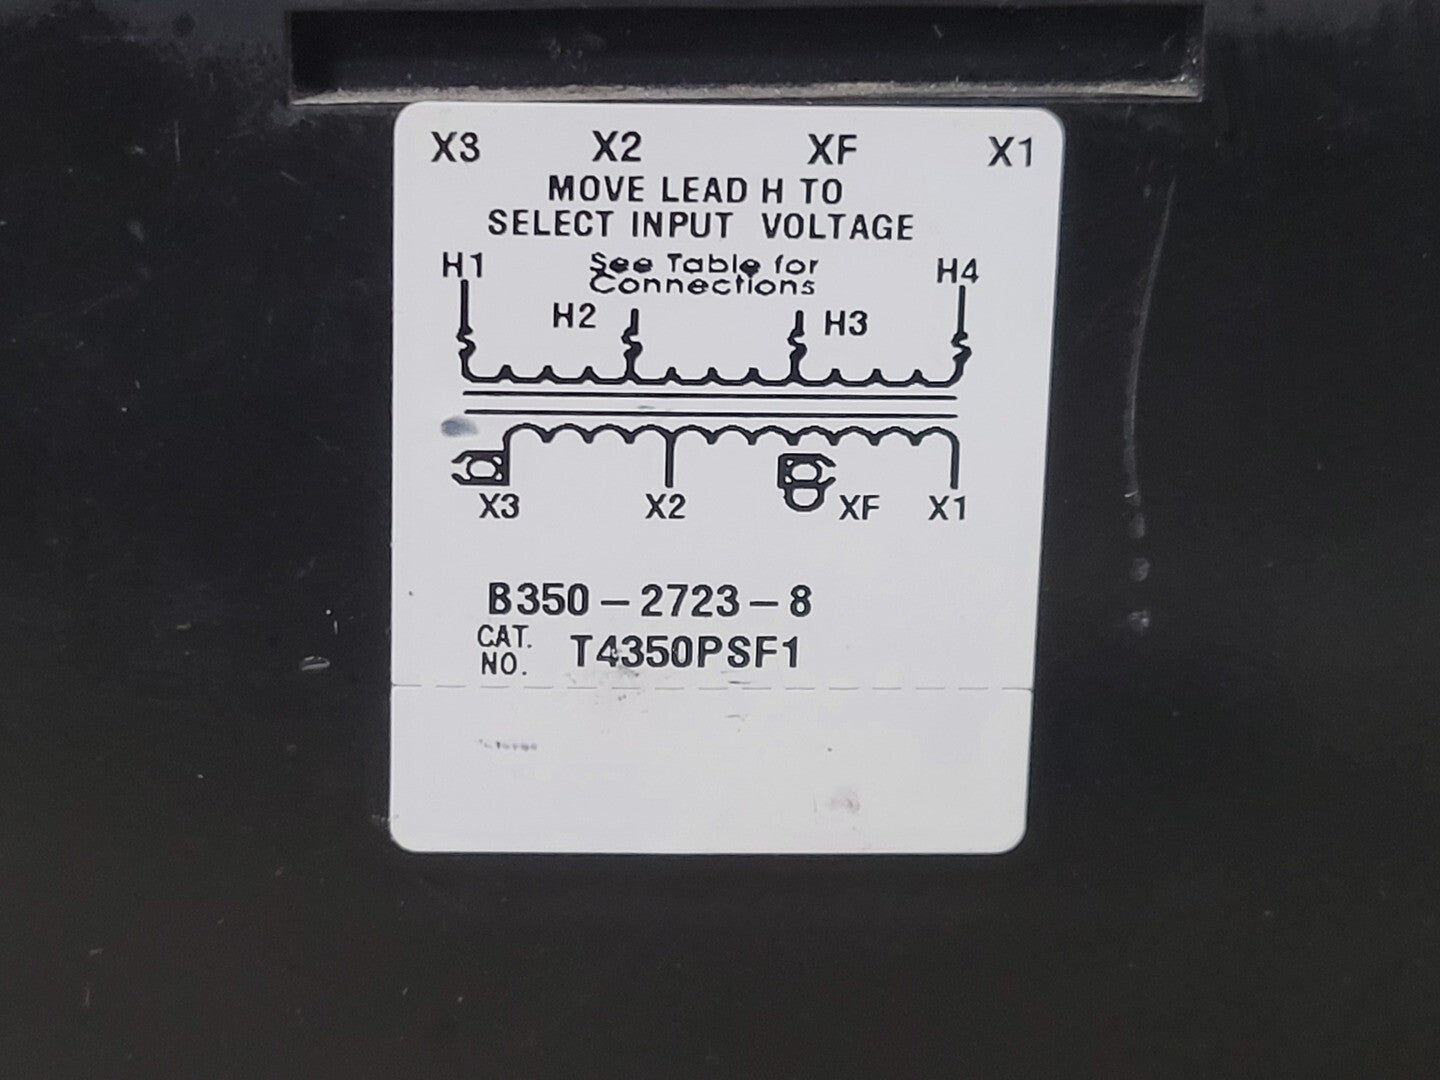 X3 X2 XF X1
MOVE LEAD H TO
SELECT INPUT VOLTAGE
See Table for
Connections
H1 H4
H2 H3
X3 X2 XF X1
B350-2723-8
CAT.
NO. T4350PSF1